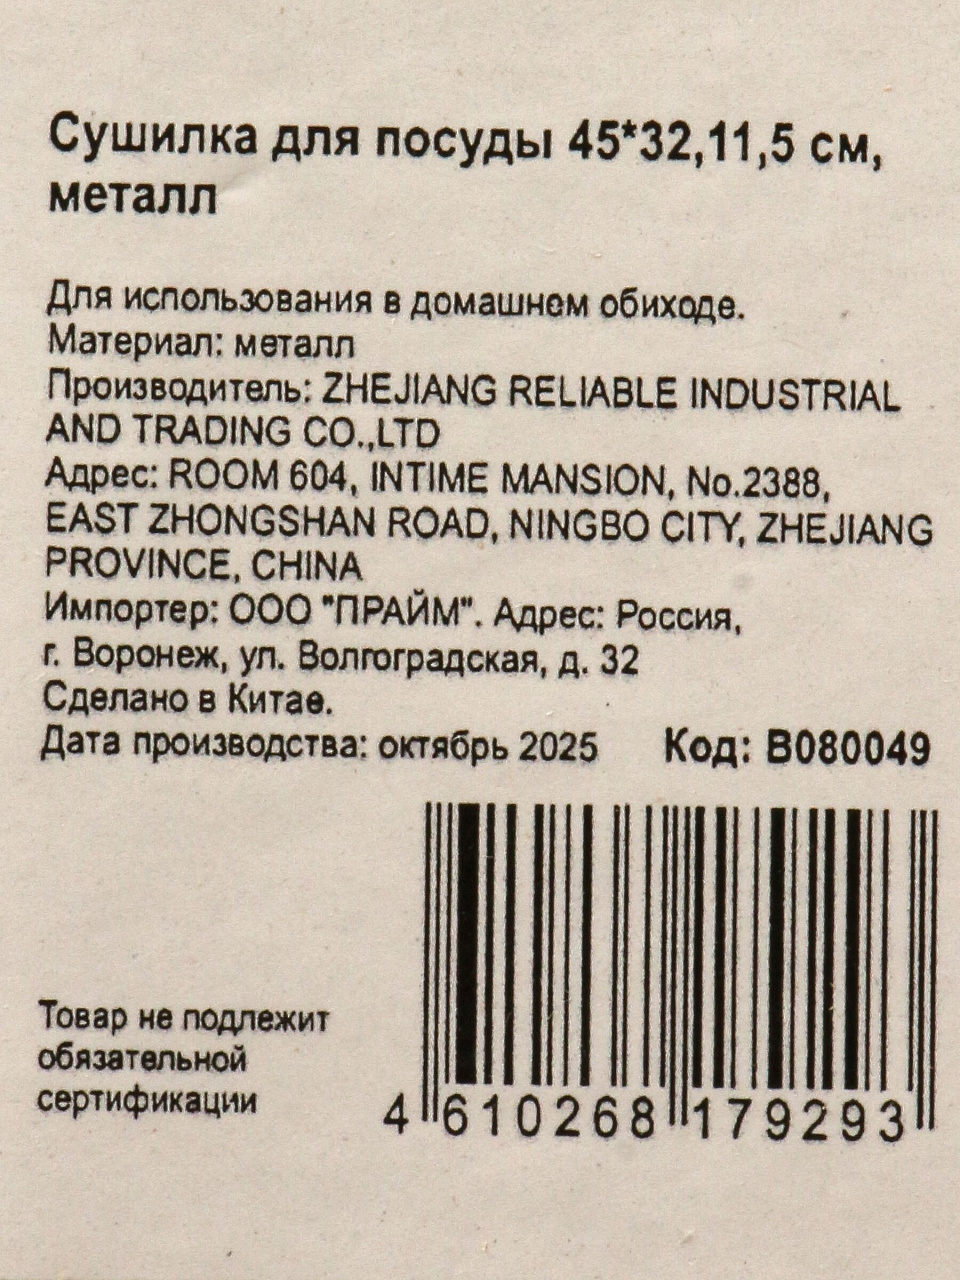 Сушилка для посуды 45*32,11,5 см,
металл
Для использования в домашнем обиходе.
Материал: металл
Производитель: ZHEJIANG RELIABLE INDUSTRIAL
AND TRADING CO.,LTD
Адрес: ROOM 604, INTIME MANSION, No.2388,
EAST ZHONGSHAN ROAD, NINGBO CITY, ZHEJIANG
PROVINCE, CHINA
Импортер: ООО "ПРАЙМ". Адрес: Россия,
г. Воронеж, ул. Волгоградская, д. 32
Сделано в Китае.
Дата производства: октябрь 2025 Код: B080049
Товар не подлежит
обязательной
сертификации
4 610268 179293